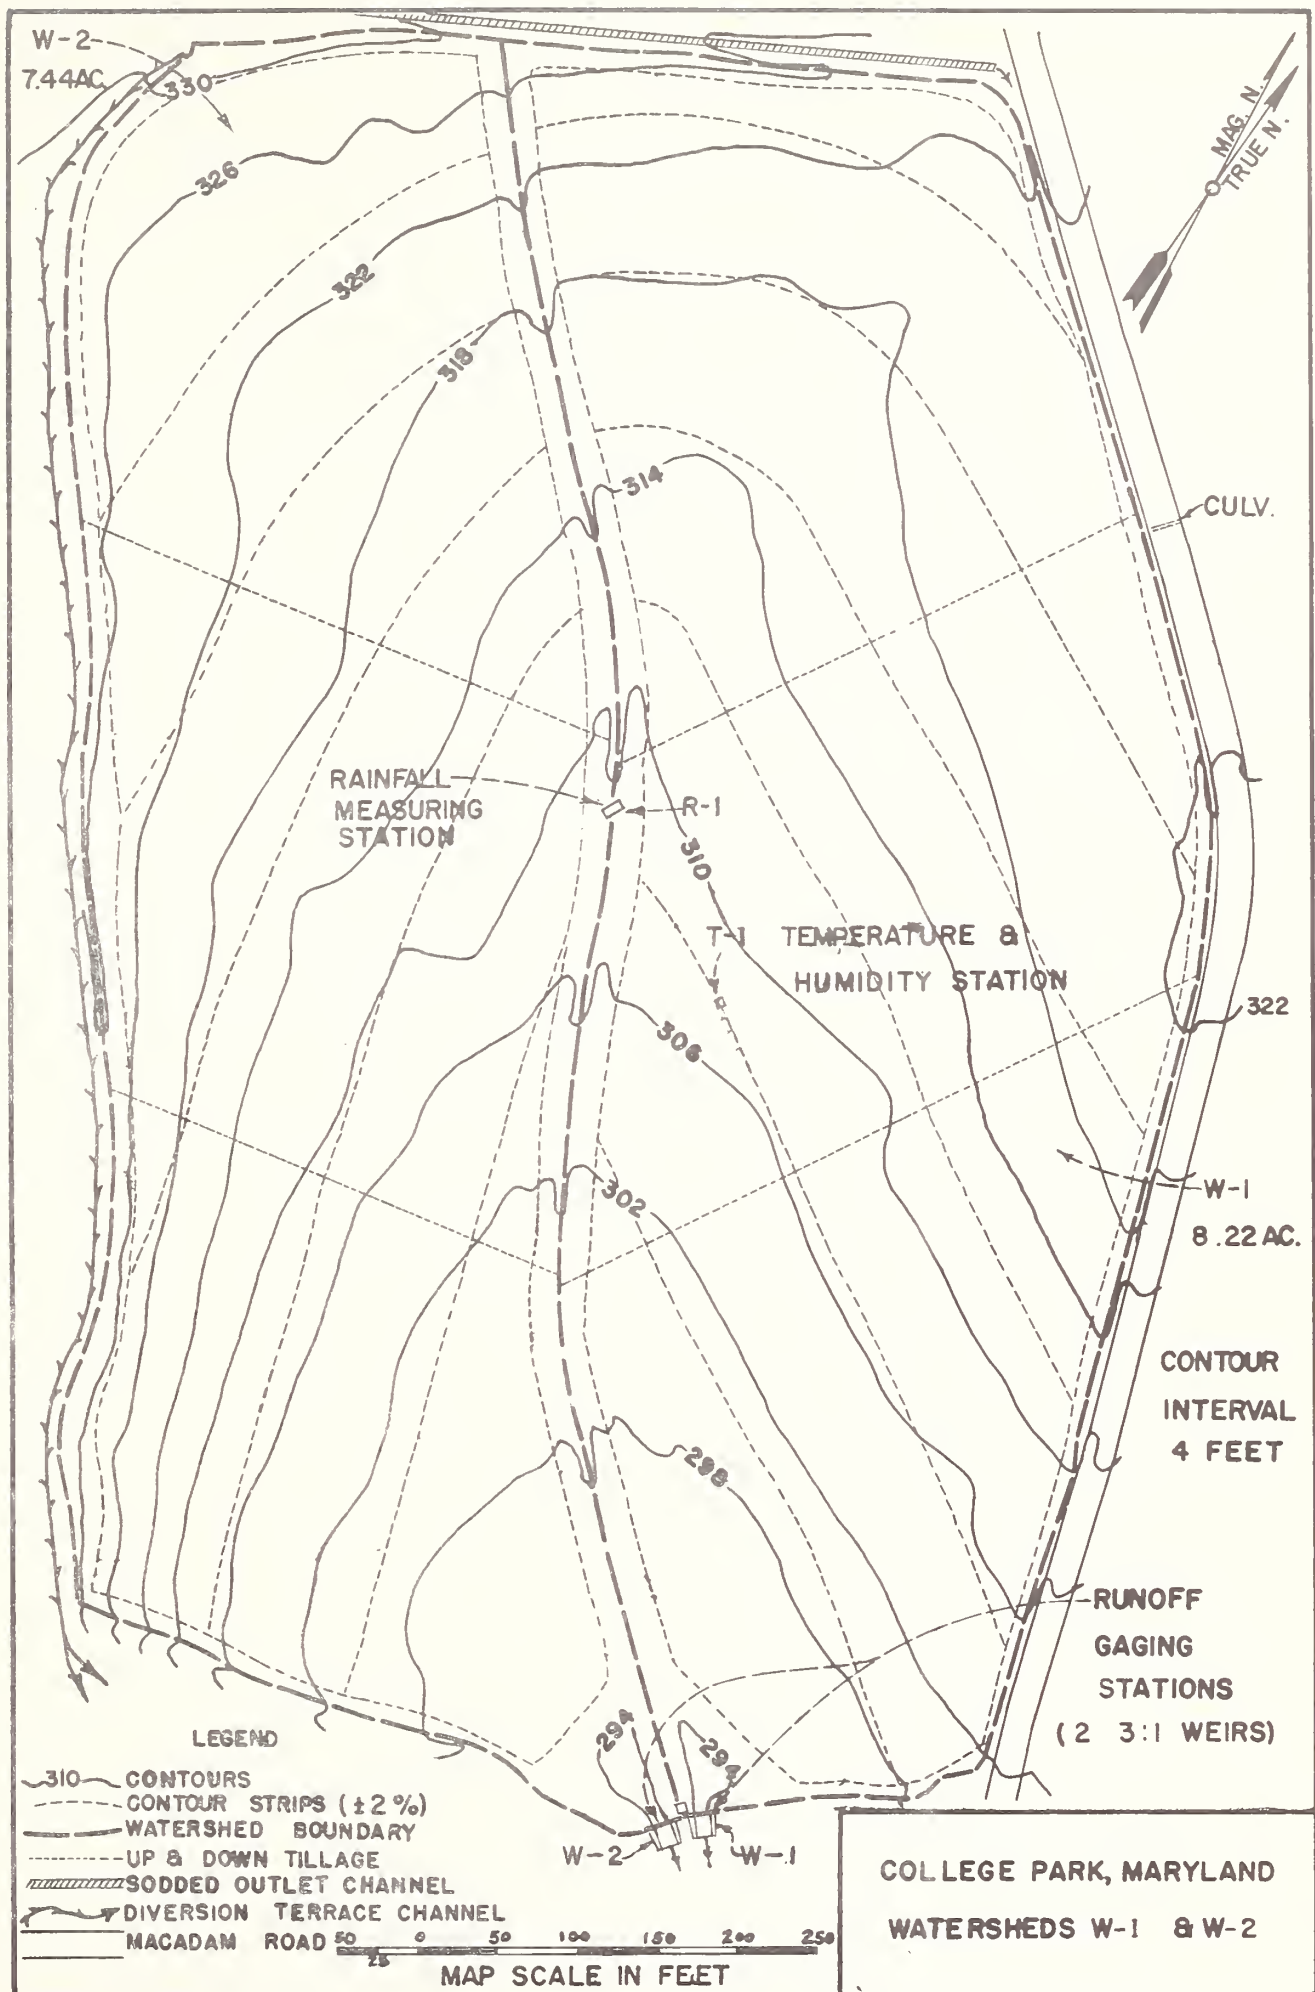 W-2
7.44AC.
330
MAG. N.
TRUE N.
326
322
318
314
CULV.
RAINFALL
MEASURING
STATION
R-1
310
T-1 TEMPERATURE &
HUMIDITY STATION
322
306
302
W-1
8.22 AC.
CONTOUR
INTERVAL
4 FEET
298
RUNOFF
GAGING
STATIONS
(2 3:1 WEIRS)
294
294
W-2
W-1
LEGEND
310 CONTOURS
CONTOUR STRIPS (±2%)
WATERSHED BOUNDARY
UP & DOWN TILLAGE
SODDED OUTLET CHANNEL
DIVERSION TERRACE CHANNEL
MACADAM ROAD
50 0 50 100 150 200 250
25
MAP SCALE IN FEET
COLLEGE PARK, MARYLAND
WATERSHEDS W-1 & W-2